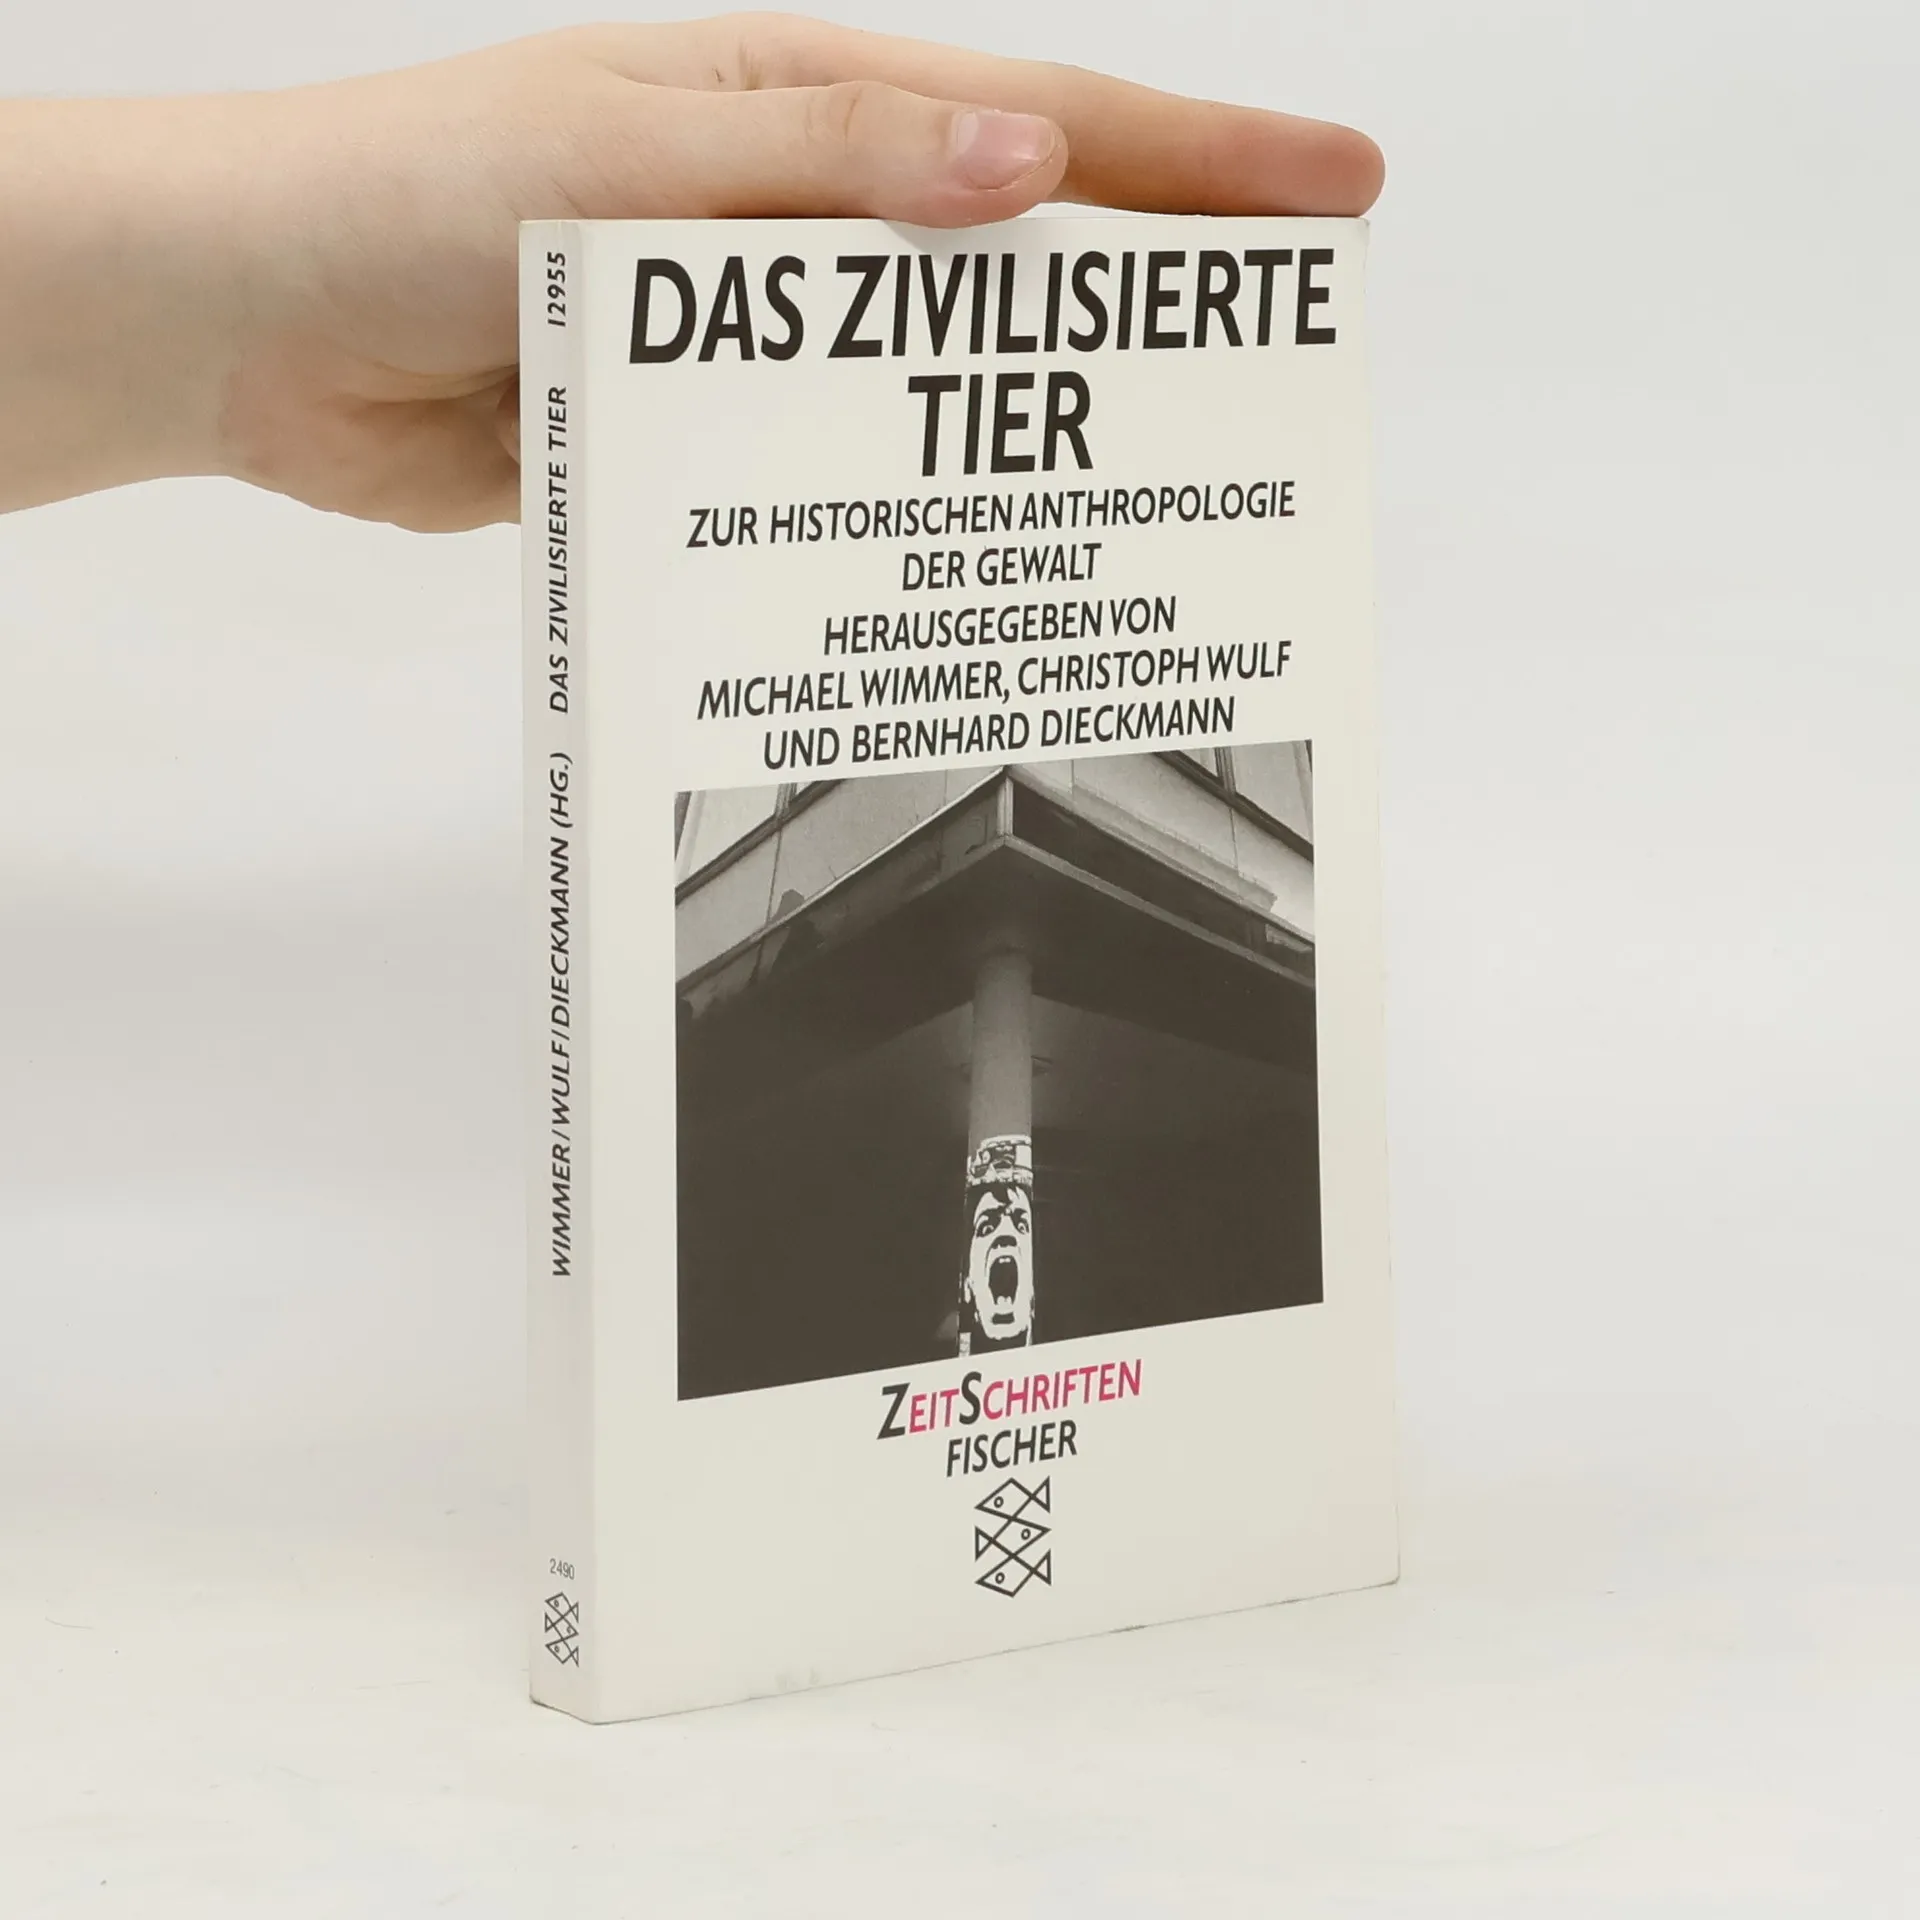 DAS ZIVILISIERTE
TIER
ZUR HISTORISCHEN ANTHROPOLOGIE
DER GEWALT
HERAUSGEGEBEN VON
MICHAEL WIMMER, CHRISTOPH WULF
UND BERNHARD DIECKMANN
ZEITSCHRIFTEN
FISCHER
WIMMER/WULF/DIECKMANN (HG.) DAS ZIVILISIERTE TIER 12955
2490